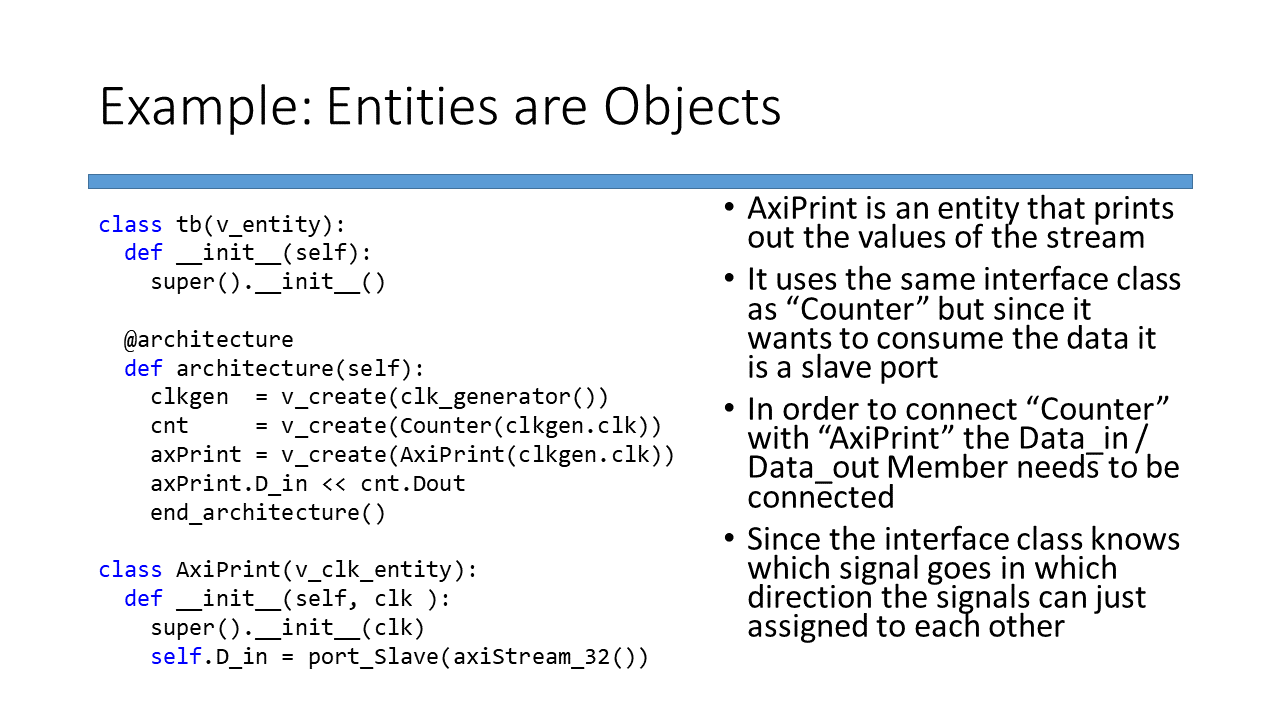 Example: Entities are Objects
class tb(v_entity):
  def __init__(self):
    super().__init__()

  @architecture
  def architecture(self):
    clkgen  = v_create(clk_generator())
    cnt     = v_create(Counter(clkgen.clk))
    axPrint = v_create(AxiPrint(clkgen.clk))
    axPrint.D_in << cnt.Dout
    end_architecture()

class AxiPrint(v_clk_entity):
  def __init__(self, clk ):
    super().__init__(clk)
    self.D_in = port_Slave(axiStream_32())
• AxiPrint is an entity that prints
out the values of the stream
• It uses the same interface class
as “Counter” but since it
wants to consume the data it
is a slave port
• In order to connect “Counter”
with “AxiPrint” the Data_in /
Data_out Member needs to be
connected
• Since the interface class knows
which signal goes in which
direction the signals can just
assigned to each other